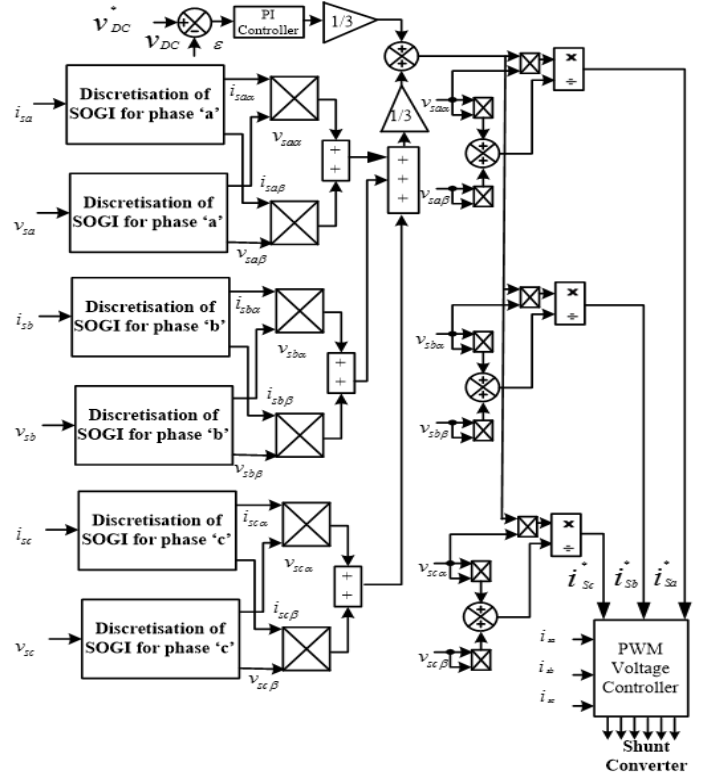 v*DC
vDC
ε
PI
Controller
1/3
1/3
+
−
+
+
isa
Discretisation of
SOGI for phase ‘a’
isaα
vsaα
vsa
Discretisation of
SOGI for phase ‘a’
isaβ
vsaβ
+
+
+
+
+
isb
Discretisation of
SOGI for phase ‘b’
isbα
vsbα
vsb
Discretisation of
SOGI for phase ‘b’
isbβ
vsbβ
+
+
isc
Discretisation of
SOGI for phase ‘c’
iscα
vscα
vsc
Discretisation of
SOGI for phase ‘c’
iscβ
vscβ
+
+
vsaα
vsaβ
+
+
×
÷
vsbα
vsbβ
+
+
×
÷
vscα
vscβ
+
+
×
÷
i*Sc
i*Sb
i*Sa
PWM
Voltage
Controller
Shunt
Converter